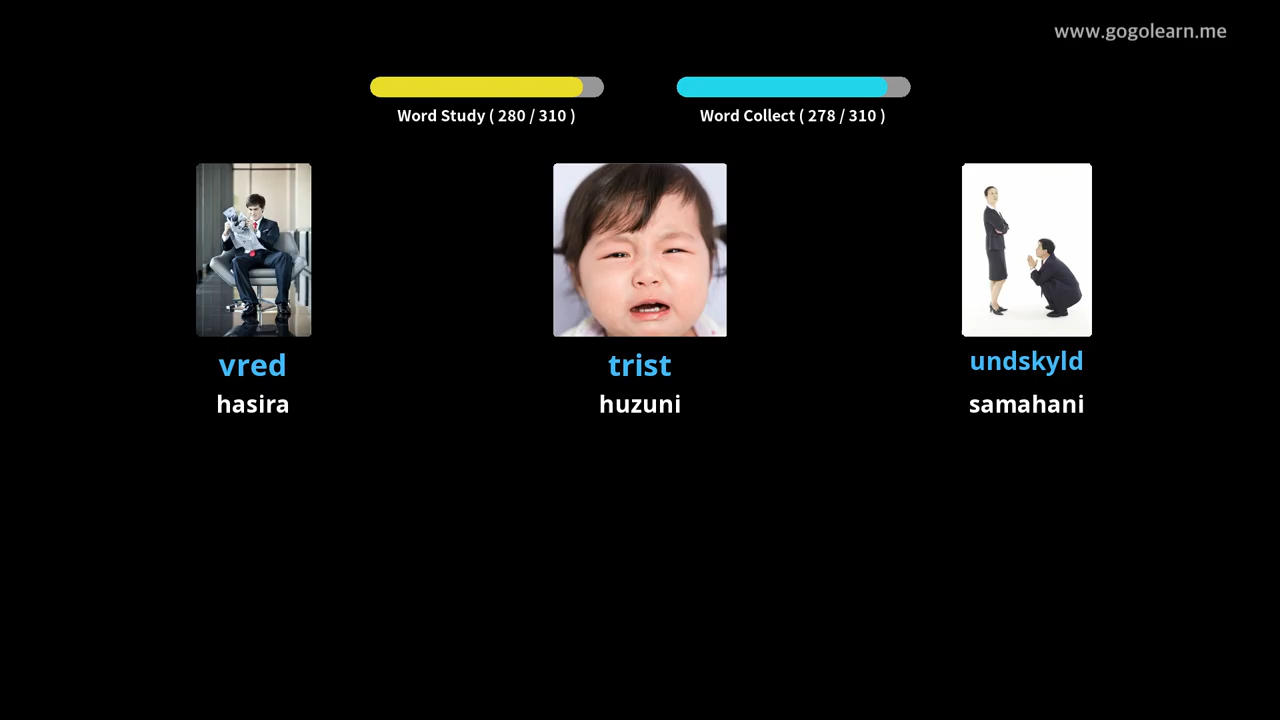 www.gogolearn.me
Word Study ( 280 / 310 )
Word Collect ( 278 / 310 )
vred
trist
undskyld
hasira
huzuni
samahani